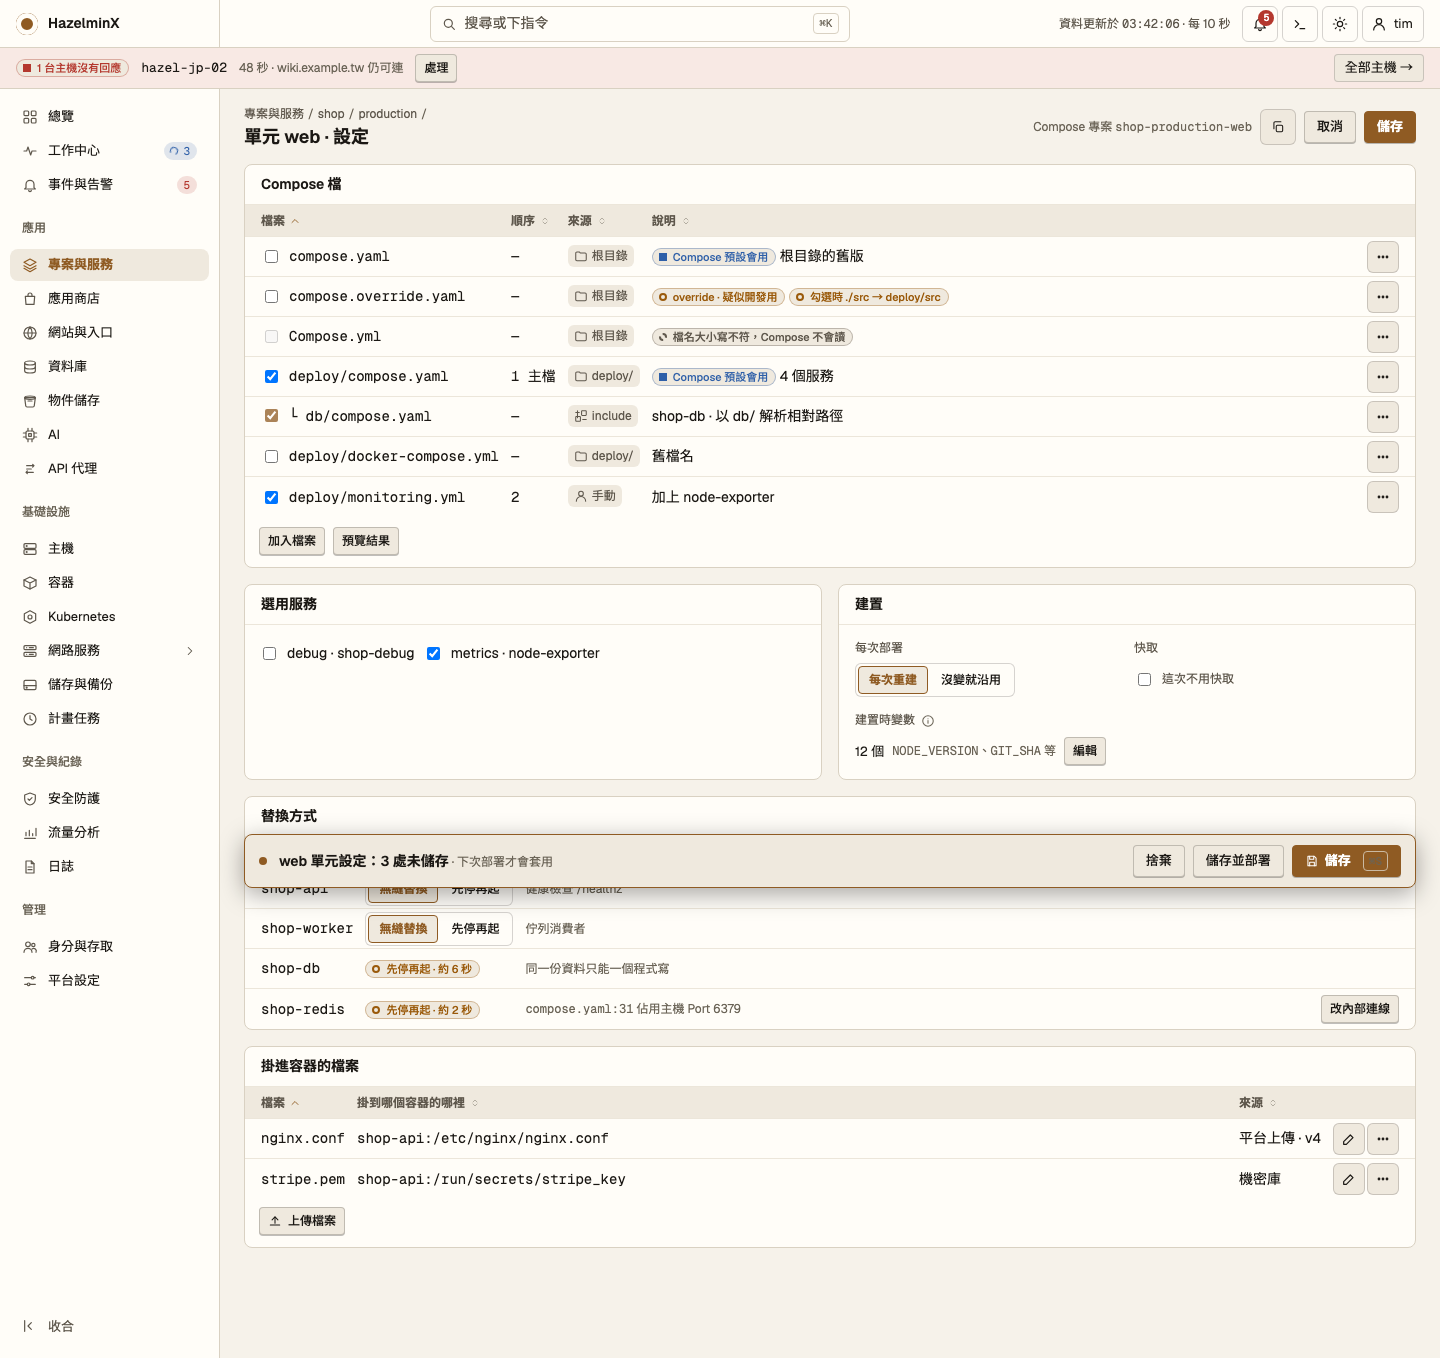 HazelminX
搜尋或下指令
⌘K
資料更新於 03:42:06 · 每 10 秒
5
tim
1 台主機沒有回應
hazel-jp-02
48 秒 · wiki.example.tw 仍可連
處理
全部主機 →
總覽
工作中心
3
事件與告警
5
應用
專案與服務
應用商店
網站與入口
資料庫
物件儲存
AI
API 代理
基礎設施
主機
容器
Kubernetes
網路服務
儲存與備份
計畫任務
安全與紀錄
安全防護
流量分析
日誌
管理
身分與存取
平台設定
收合
專案與服務 / shop / production /
單元 web · 設定
Compose 專案 shop-production-web
取消
儲存
Compose 檔
檔案 順序 來源 說明
compose.yaml — 根目錄 Compose 預設會用 根目錄的舊版
compose.override.yaml — 根目錄 override · 疑似開發用 勾選時 ./src → deploy/src
Compose.yml — 根目錄 檔名大小寫不符，Compose 不會讀
deploy/compose.yaml 1 主檔 deploy/ Compose 預設會用 4 個服務
└ db/compose.yaml — include shop-db · 以 db/ 解析相對路徑
deploy/docker-compose.yml — deploy/ 舊檔名
deploy/monitoring.yml 2 手動 加上 node-exporter
加入檔案
預覽結果
選用服務
debug · shop-debug
metrics · node-exporter
建置
每次部署
每次重建
沒變就沿用
快取
這次不用快取
建置時變數
12 個 NODE_VERSION、GIT_SHA 等
編輯
替換方式
web 單元設定：3 處未儲存 · 下次部署才會套用
捨棄
儲存並部署
儲存
shop-api 無縫替換 先停再起 健康檢查 /healthz
shop-worker 無縫替換 先停再起 佇列消費者
shop-db 先停再起 · 約 6 秒 同一份資料只能一個程式寫
shop-redis 先停再起 · 約 2 秒 compose.yaml:31 佔用主機 Port 6379
改內部連線
掛進容器的檔案
檔案 掛到哪個容器的哪裡 來源
nginx.conf shop-api:/etc/nginx/nginx.conf 平台上傳 · v4
stripe.pem shop-api:/run/secrets/stripe_key 機密庫
上傳檔案